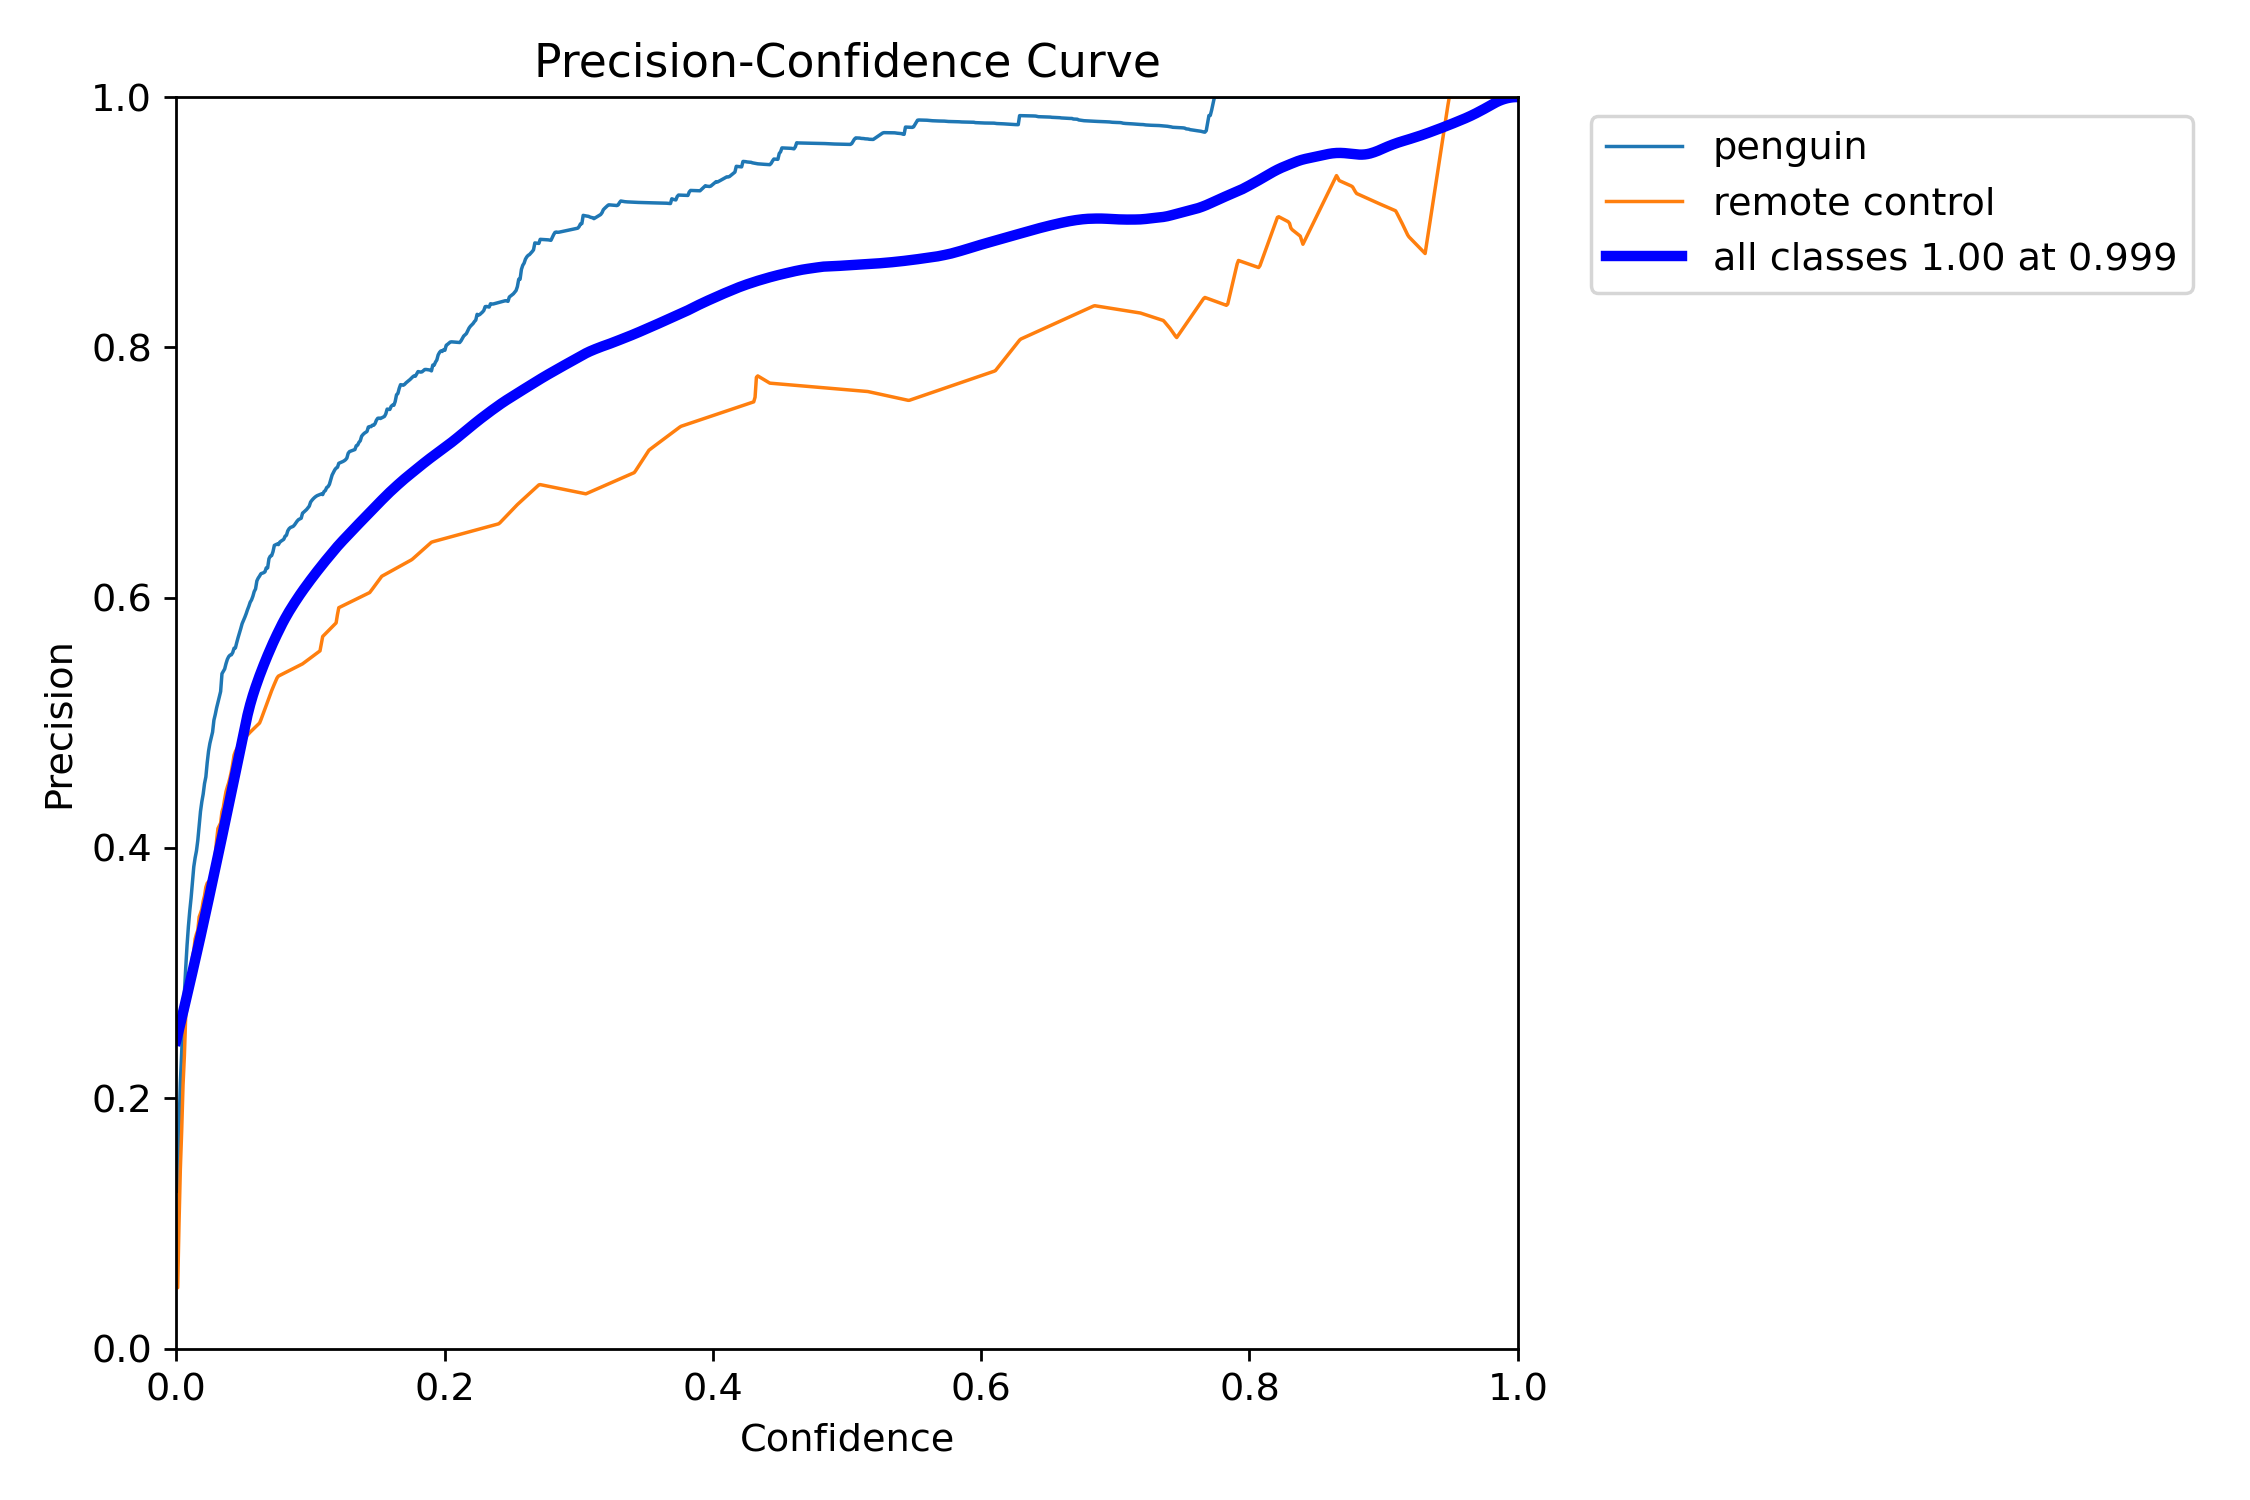 Precision-Confidence Curve
1.0
0.8
0.6
0.4
0.2
0.0
Precision
0.0 0.2 0.4 0.6 0.8 1.0
Confidence
penguin
remote control
all classes 1.00 at 0.999